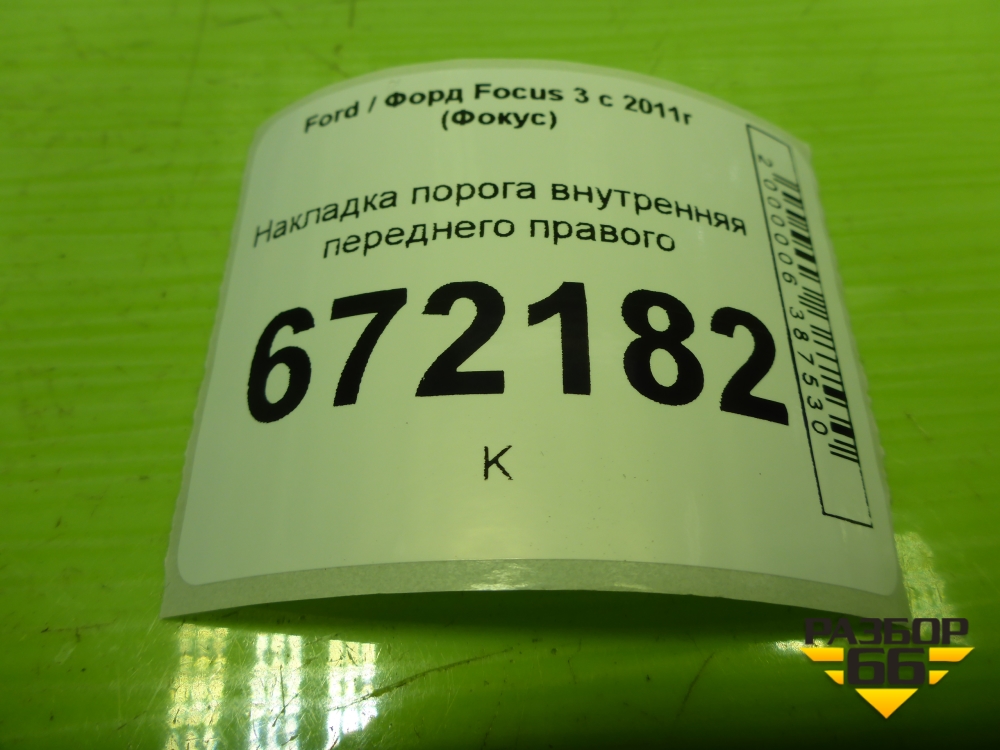 Ford / Форд Focus 3 с 2011г
(Фокус)
Накладка порога внутренняя
переднего правого
672182
К
2000006387530
РАЗБОР
66